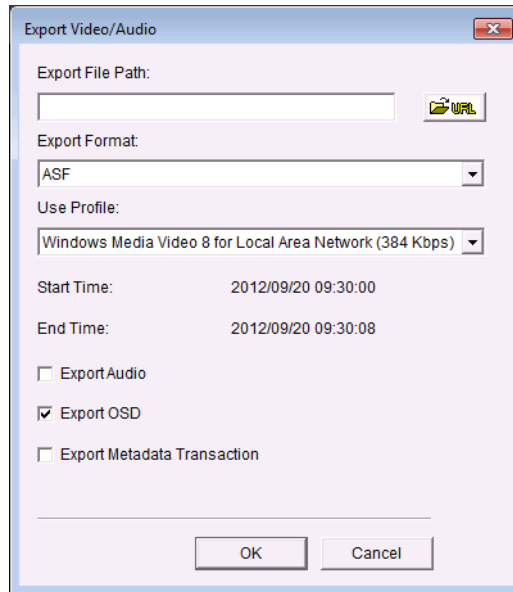 Export Video/Audio
Export File Path:
URL
Export Format:
ASF
Use Profile:
Windows Media Video 8 for Local Area Network (384 Kbps)
Start Time: 2012/09/20 09:30:00
End Time: 2012/09/20 09:30:08
Export Audio
Export OSD
Export Metadata Transaction
OK Cancel